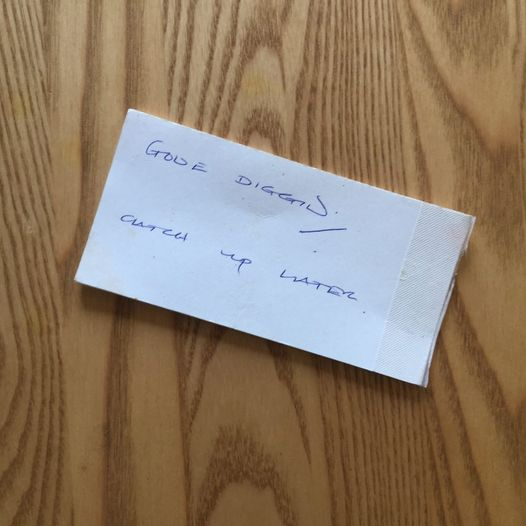 GONE DIGGIN.
CATCH UP LATER.